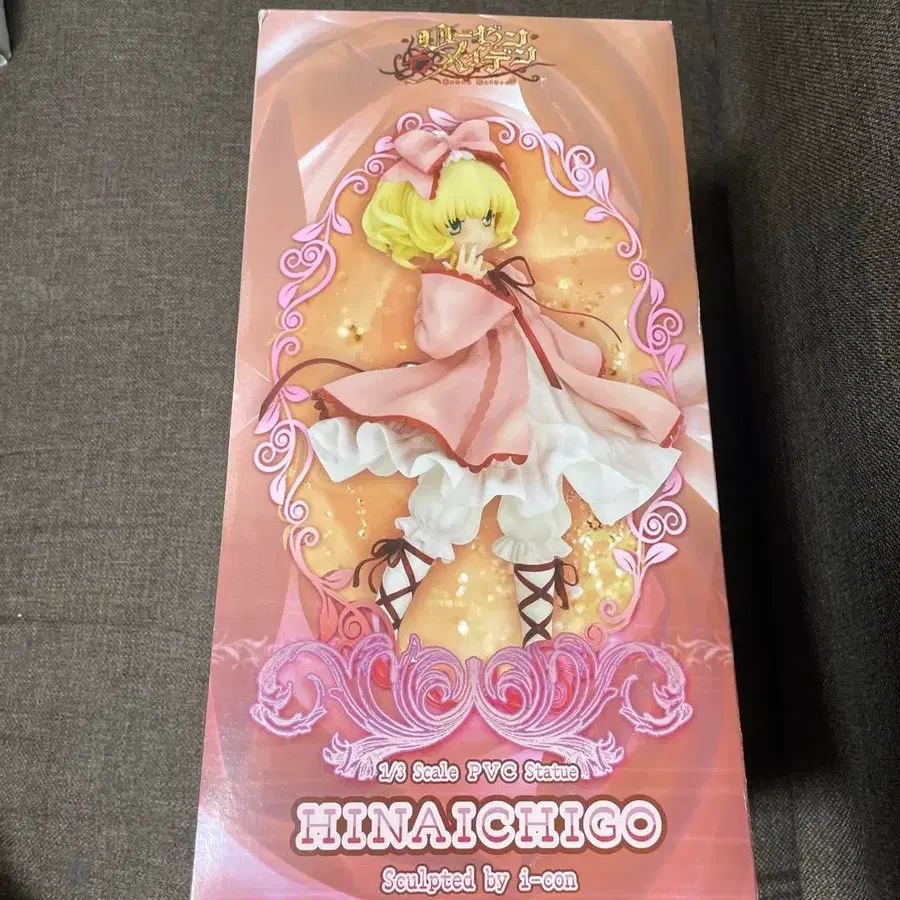 ローゼン
メイデン
Rozen Maiden
1/3 Scale PVC Statue
HINAICHIGO
Sculpted by i-con